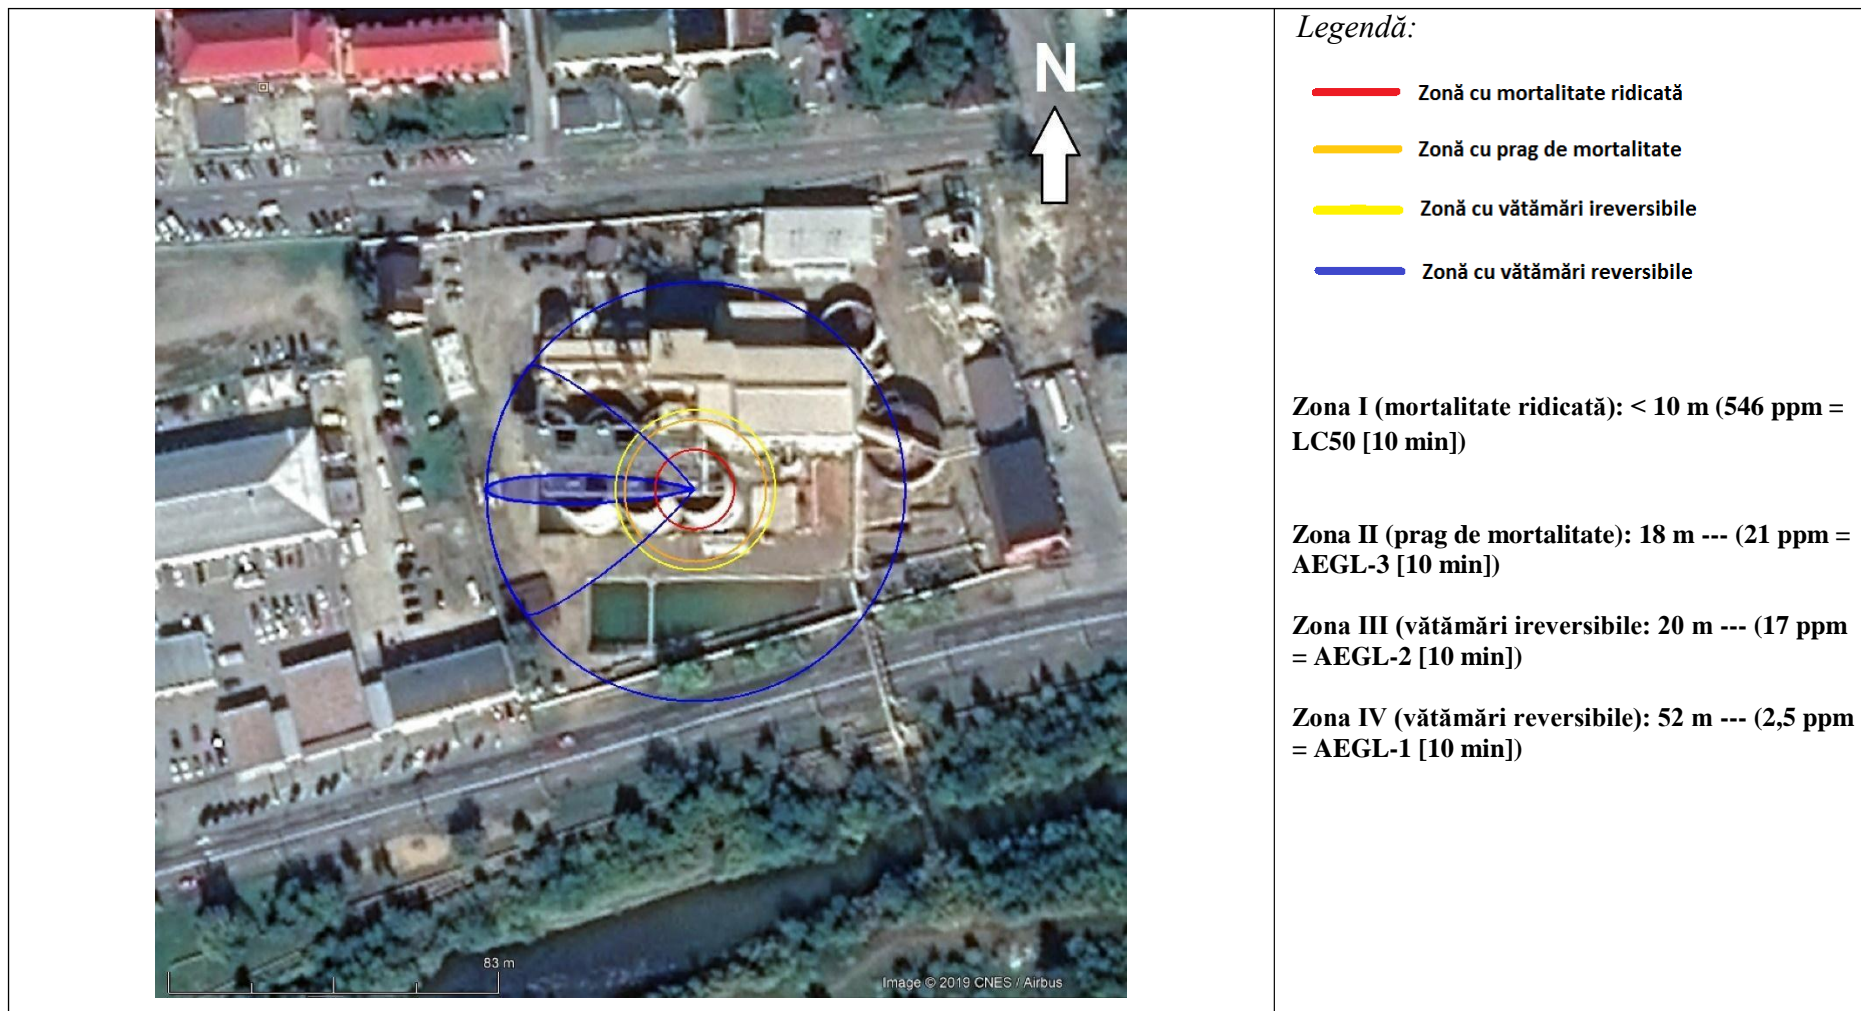 N
83 m
Image © 2019 CNES / Airbus
Legendă:
Zonă cu mortalitate ridicată
Zonă cu prag de mortalitate
Zonă cu vătămări ireversibile
Zonă cu vătămări reversibile
Zona I (mortalitate ridicată): < 10 m (546 ppm =
LC50 [10 min])
Zona II (prag de mortalitate): 18 m --- (21 ppm =
AEGL-3 [10 min])
Zona III (vătămări ireversibile: 20 m --- (17 ppm
= AEGL-2 [10 min])
Zona IV (vătămări reversibile): 52 m --- (2,5 ppm
= AEGL-1 [10 min])